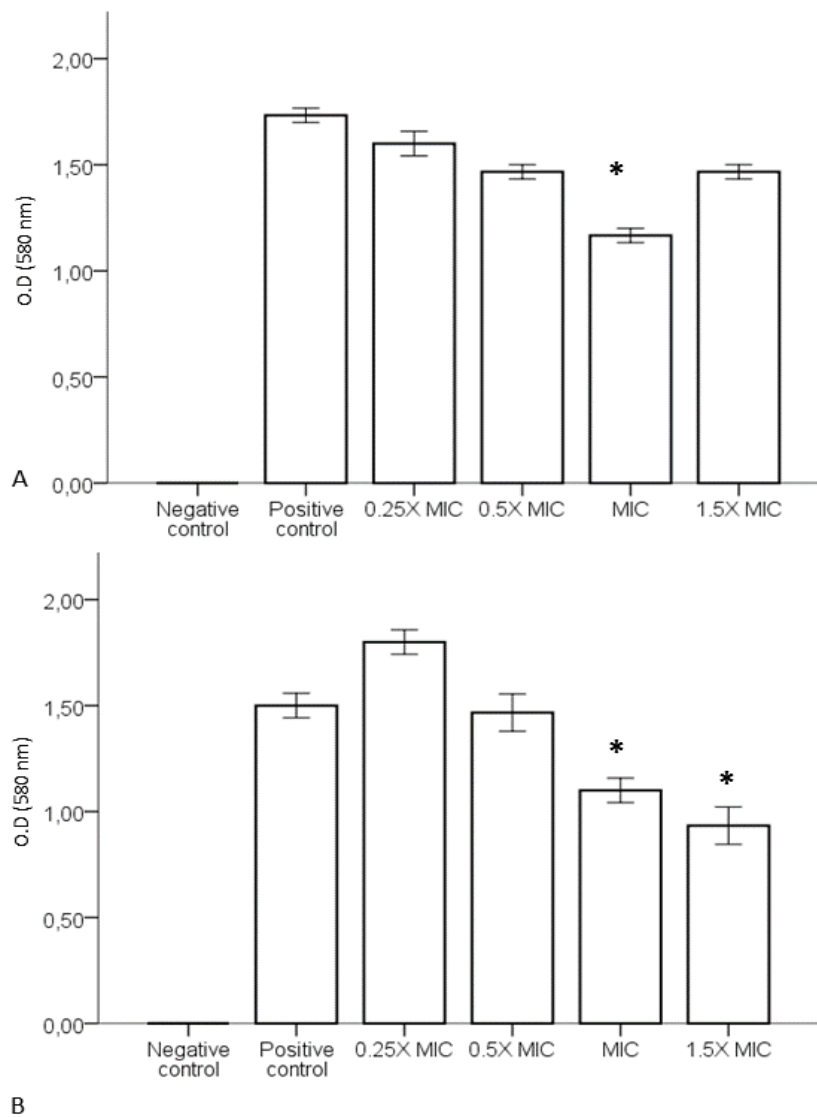 2,00
1,50
1,00
0,50
0,00
O.D (580 nm)
*
A
Negative control
Positive control
0.25X MIC
0.5X MIC
MIC
1.5X MIC
2,00
1,50
1,00
0,50
0,00
O.D (580 nm)
*
*
Negative control
Positive control
0.25X MIC
0.5X MIC
MIC
1.5X MIC
B